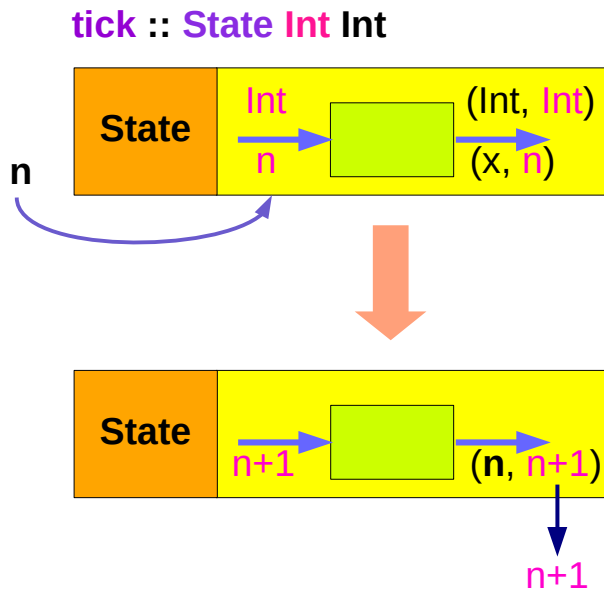 tick :: State Int Int
Int (Int, Int)
State
n (x, n)
n
State
n+1 (n, n+1)
n+1